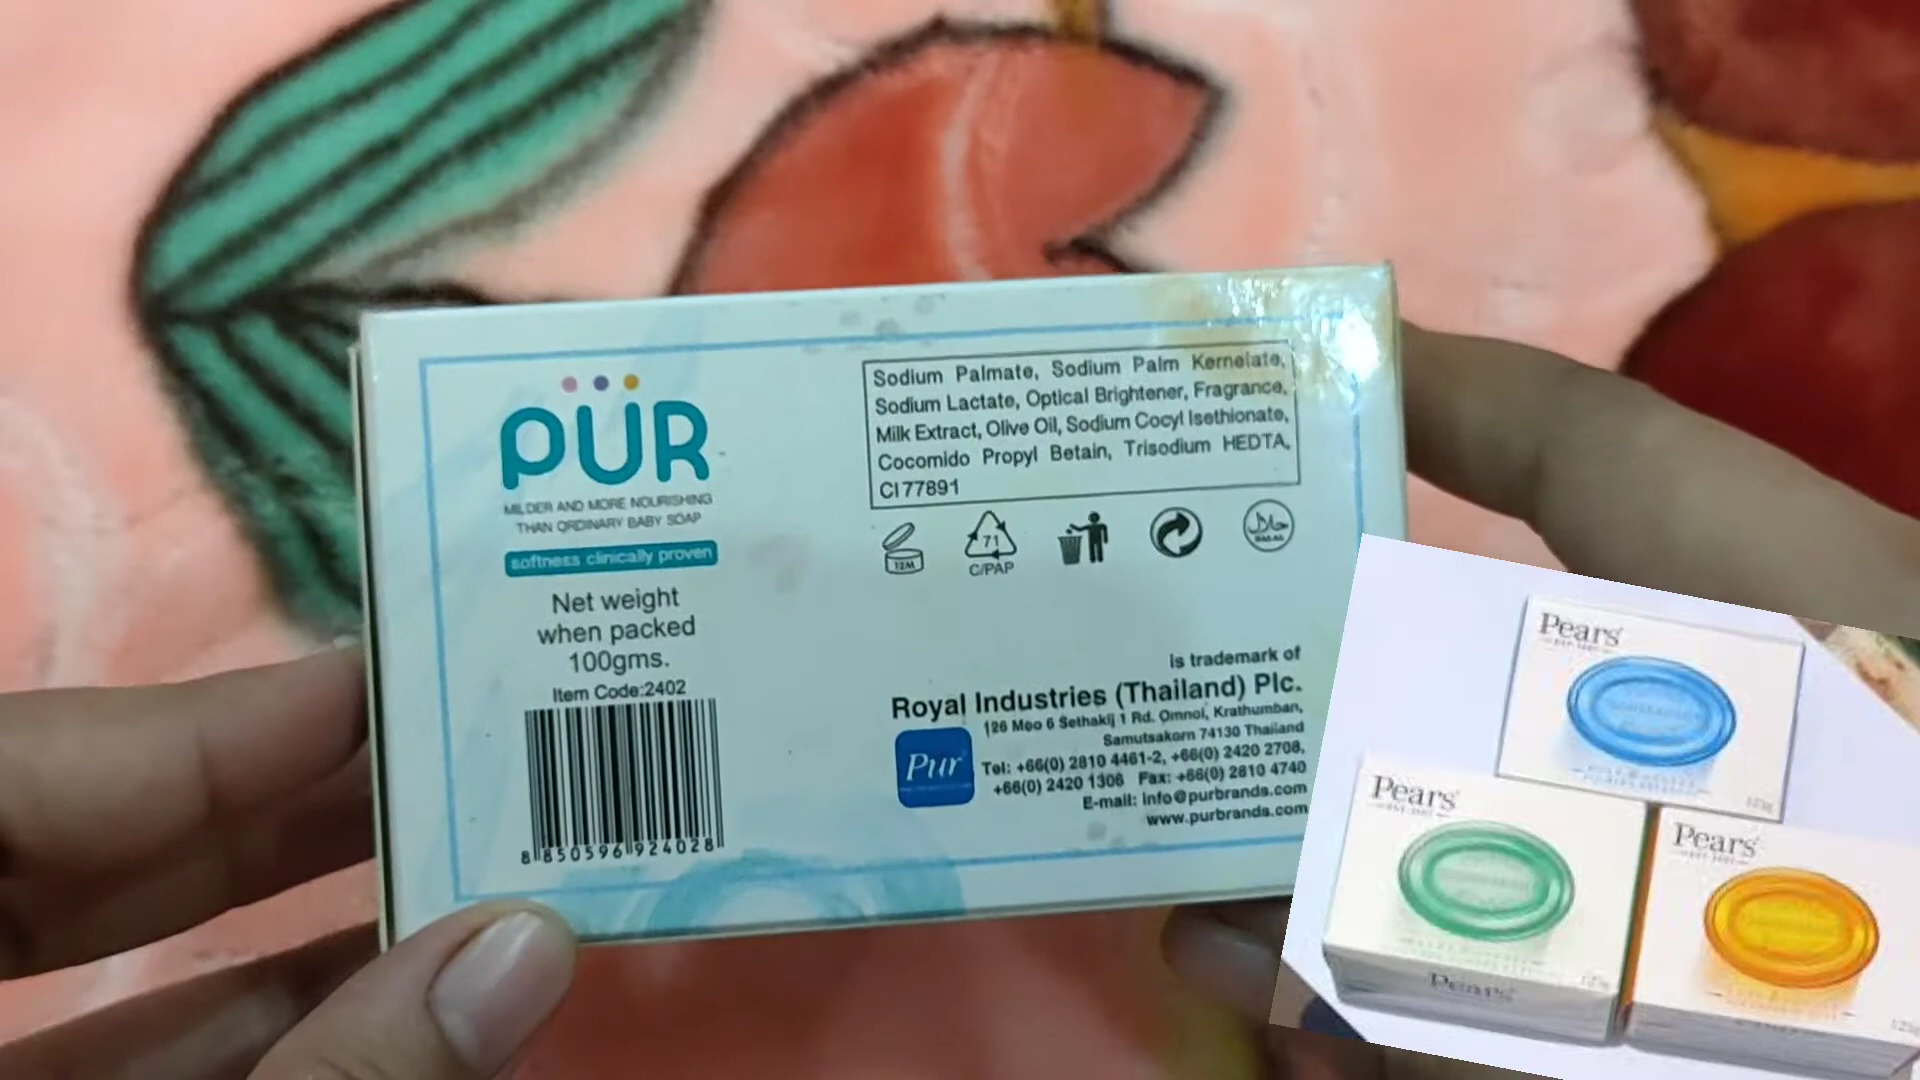 PUR
MILDER AND MORE NOURISHING
THAN ORDINARY BABY SOAP
softness clinically proven
Net weight
when packed
100gms.
Item Code:2402
8 850596 924028
Sodium Palmate, Sodium Palm Kernelate,
Sodium Lactate, Optical Brightener, Fragrance,
Milk Extract, Olive Oil, Sodium Cocyl Isethionate,
Cocomido Propyl Betain, Trisodium HEDTA,
CI 77891
12M
71
C/PAP
حلال
HALAL
is trademark of
Royal Industries (Thailand) Plc.
126 Moo 6 Sethakij 1 Rd. Omnoi, Krathumban,
Samutsakorn 74130 Thailand
Pur
Tel: +66(0) 2810 4461-2, +66(0) 2420 2708,
+66(0) 2420 1306 Fax: +66(0) 2810 4740
E-mail: info@purbrands.com
www.purbrands.com
Pears
Pears
Pears
Pears